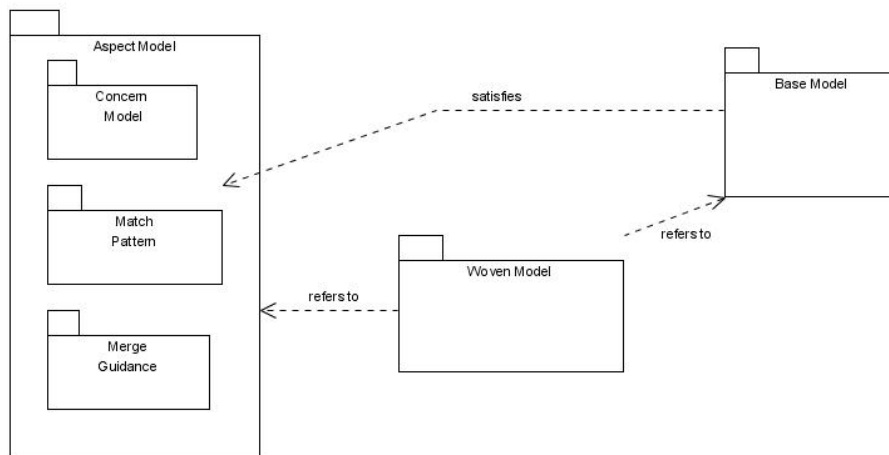 Aspect Model
Concern
Model
Match
Pattern
Merge
Guidance
satisfies
Base Model
refers to
Woven Model
refers to